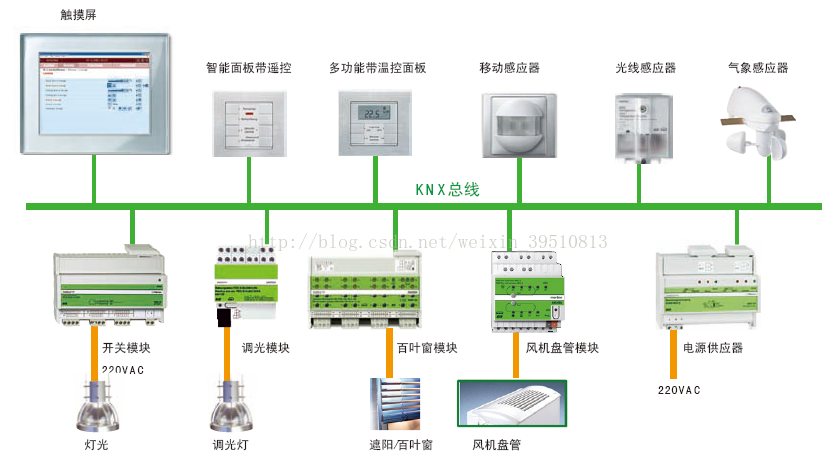 触摸屏
智能面板带遥控
多功能带温控面板
移动感应器
光线感应器
气象感应器
KNX总线
http://blog.csdn.net/weixin_39510813
开关模块
调光模块
百叶窗模块
风机盘管模块
电源供应器
220VAC
220VAC
灯光
调光灯
遮阳/百叶窗
风机盘管